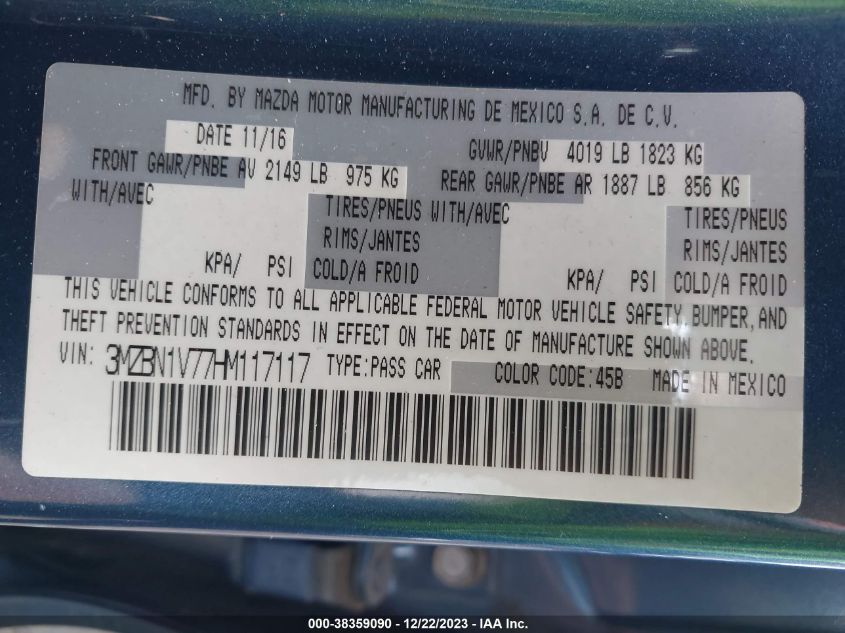 MFD. BY MAZDA MOTOR MANUFACTURING DE MEXICO S.A. DE C.V.
DATE 11/16 GVWR/PNBV 4019 LB 1823 KG
FRONT GAWR/PNBE AV 2149 LB 975 KG REAR GAWR/PNBE AR 1887 LB 856 KG
WITH/AVEC TIRES/PNEUS WITH/AVEC TIRES/PNEUS
RIMS/JANTES RIMS/JANTES
KPA/ PSI COLD/A FROID KPA/ PSI COLD/A FROID
THIS VEHICLE CONFORMS TO ALL APPLICABLE FEDERAL MOTOR VEHICLE SAFETY, BUMPER, AND
THEFT PREVENTION STANDARDS IN EFFECT ON THE DATE OF MANUFACTURE SHOWN ABOVE.
VIN: 3MZBN1V77HM117117 TYPE:PASS CAR COLOR CODE:45B MADE IN MEXICO
000-38359090 - 12/22/2023 - IAAI.com